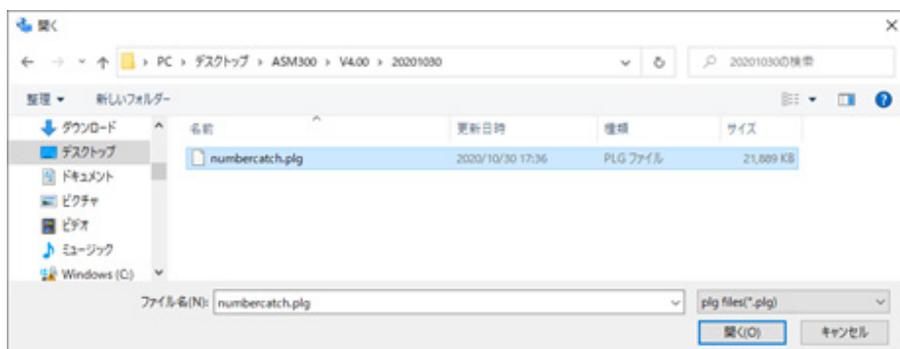 開く
PC › デスクトップ › ASM300 › V4.00 › 20201030
20201030の検索
整理 新しいフォルダー
ダウンロード
デスクトップ
ドキュメント
ピクチャ
ビデオ
ミュージック
Windows (C:)
名前 更新日時 種類 サイズ
numbercatch.plg 2020/10/30 17:36 PLG ファイル 21,889 KB
ファイル名(N): numbercatch.plg plg files(*.plg)
開く(O) キャンセル